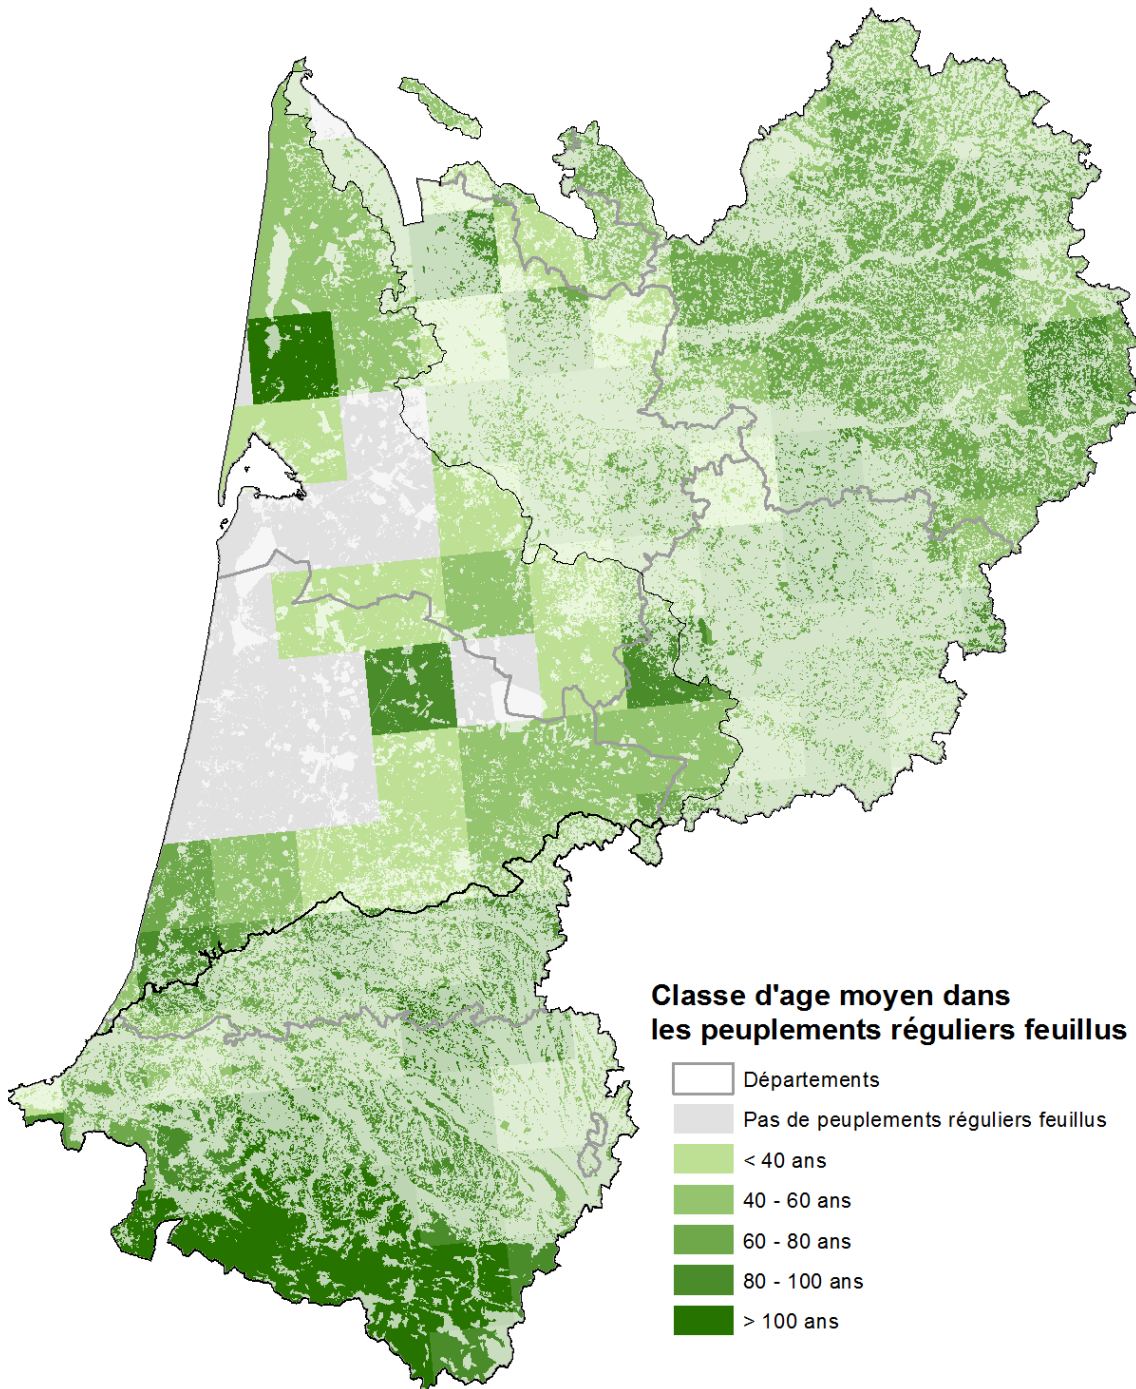 Classe d'age moyen dans
les peuplements réguliers feuillus
Départements
Pas de peuplements réguliers feuillus
< 40 ans
40 - 60 ans
60 - 80 ans
80 - 100 ans
> 100 ans